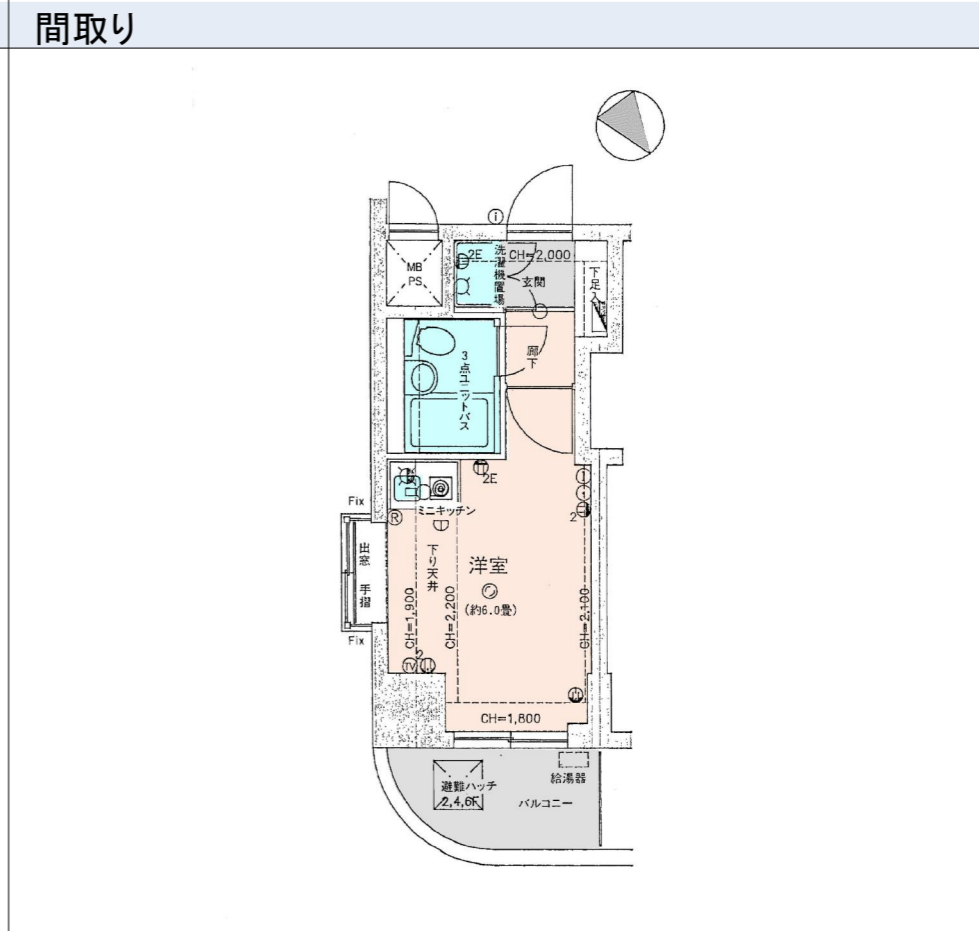 間取り
i
MB
PS
2E
洗濯機置場
CH=2,000
玄関
下足入
廊下
3点ユニットバス
2E
ミニキッチン
R
2
Fix
出窓 手摺
Fix
下り天井
洋室
(約6.0畳)
CH=1,900
CH=2,200
CH=2,100
2
TV
CH=1,800
避難ハッチ
2,4,6F
給湯器
バルコニー